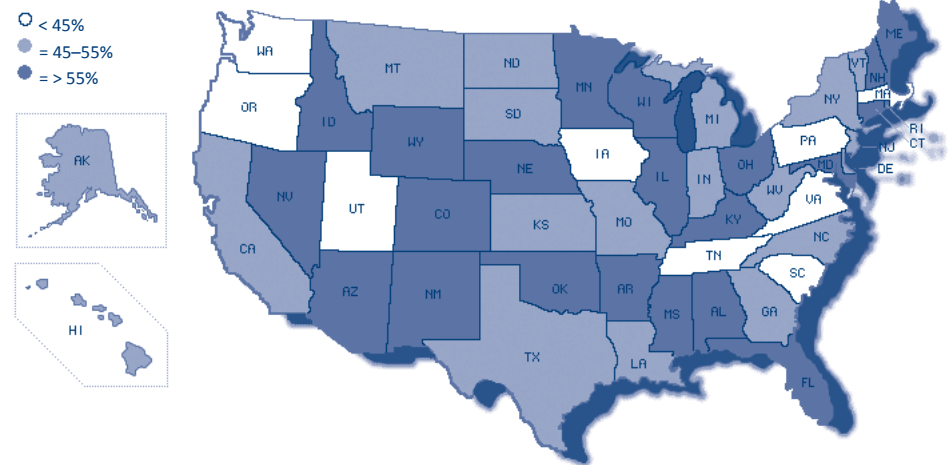 < 45%
= 45–55%
= > 55%
WA
MT
ND
MN
ME
VT
NH
OR
ID
SD
WI
MI
NY
MA
WY
RI
CT
AK
IA
PA
NJ
NE
IL
IN
OH
MD
DE
NV
UT
CO
WV
VA
KS
MO
KY
CA
NC
TN
AZ
NM
OK
AR
SC
HI
MS
AL
GA
TX
LA
FL